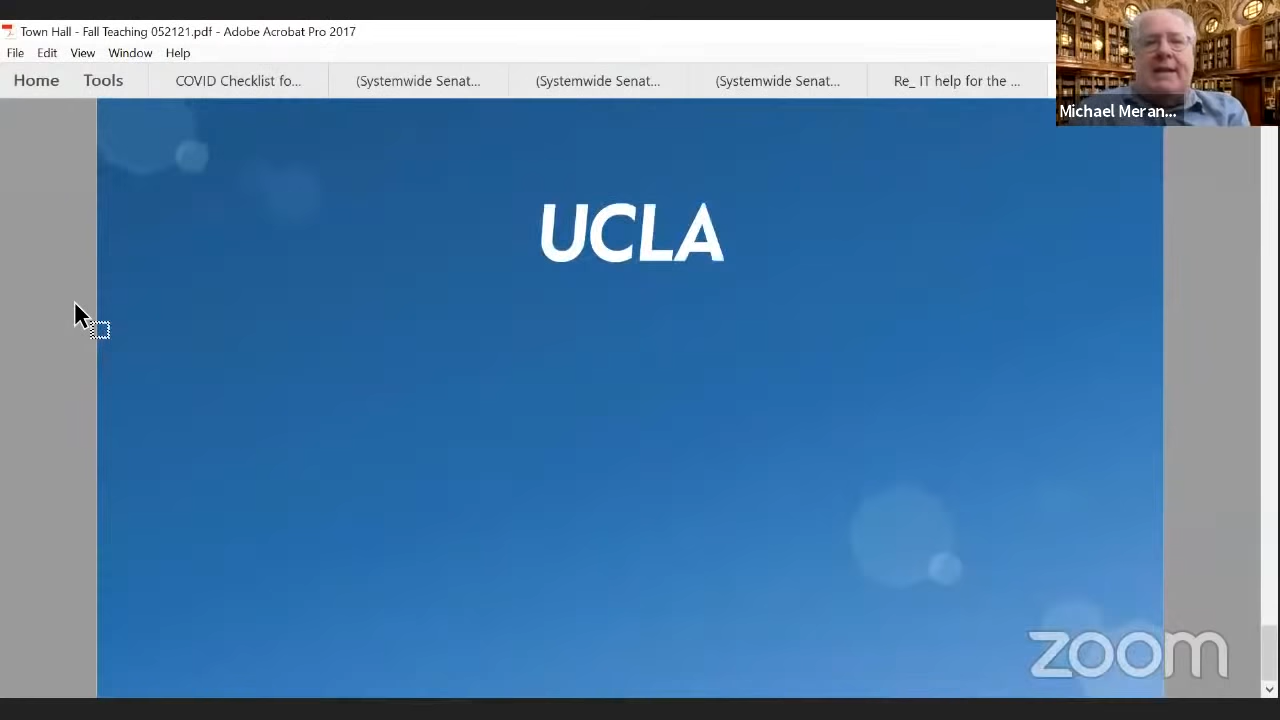 Town Hall - Fall Teaching 052121.pdf - Adobe Acrobat Pro 2017
File Edit View Window Help
Home Tools COVID Checklist fo... (Systemwide Senat... (Systemwide Senat... (Systemwide Senat... Re_ IT help for the ...
Michael Meran...
UCLA
zoom